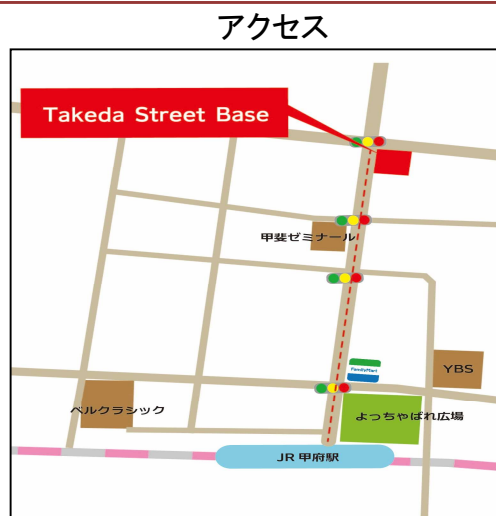 アクセス
Takeda Street Base
甲斐ゼミナール
FamilyMart
YBS
ベルクラシック
よっちゃばれ広場
JR 甲府駅